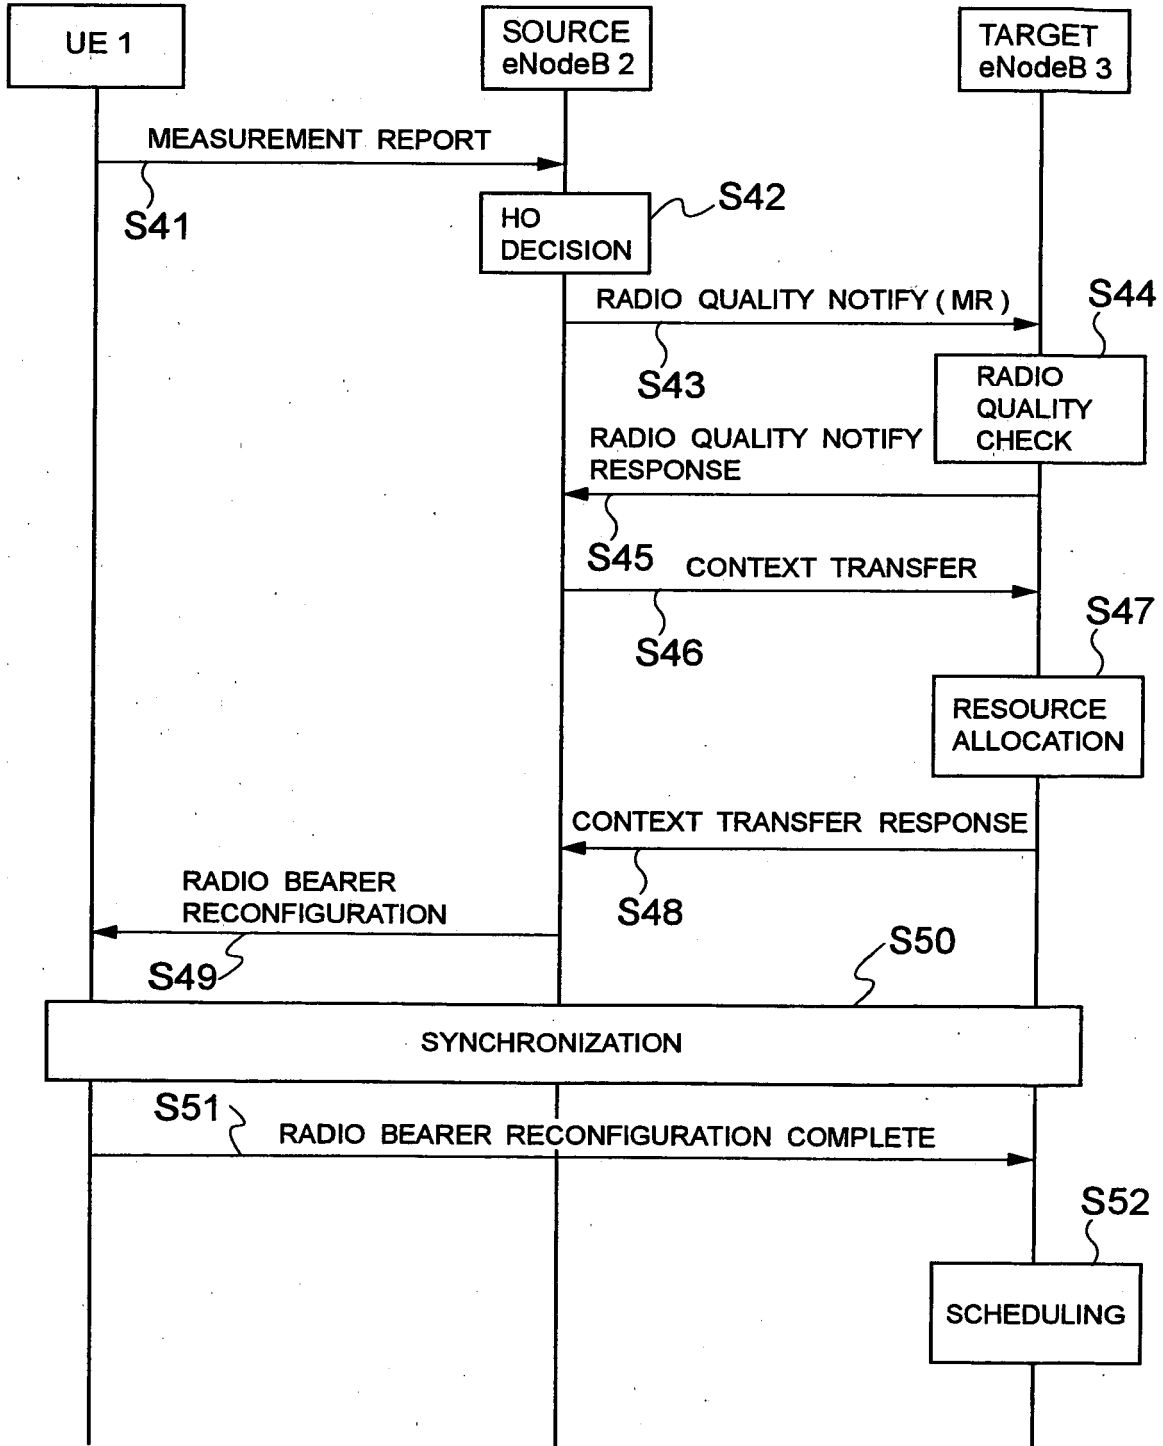 UE 1
SOURCE
eNodeB 2
TARGET
eNodeB 3
MEASUREMENT REPORT
S41
HO
DECISION
S42
RADIO QUALITY NOTIFY ( MR )
S43
S44
RADIO
QUALITY
CHECK
RADIO QUALITY NOTIFY
RESPONSE
S45
CONTEXT TRANSFER
S46
S47
RESOURCE
ALLOCATION
CONTEXT TRANSFER RESPONSE
S48
RADIO BEARER
RECONFIGURATION
S49
S50
SYNCHRONIZATION
S51
RADIO BEARER RECONFIGURATION COMPLETE
S52
SCHEDULING